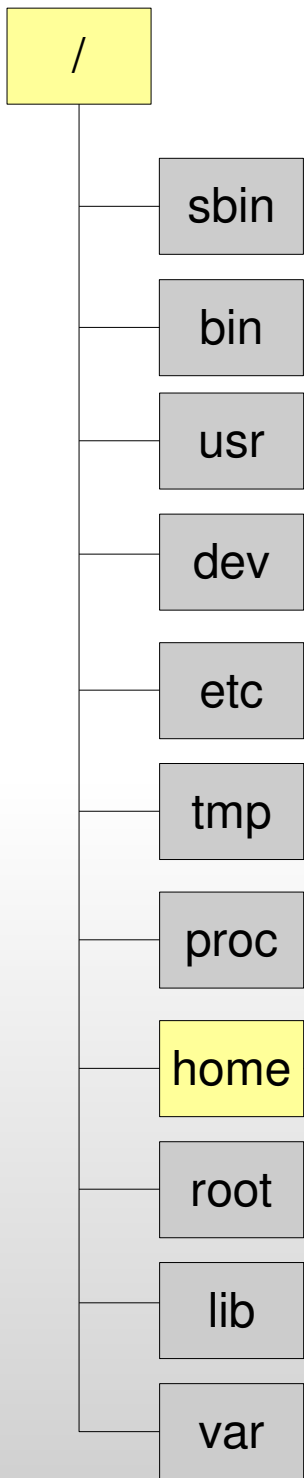 /
sbin
bin
usr
dev
etc
tmp
proc
home
root
lib
var